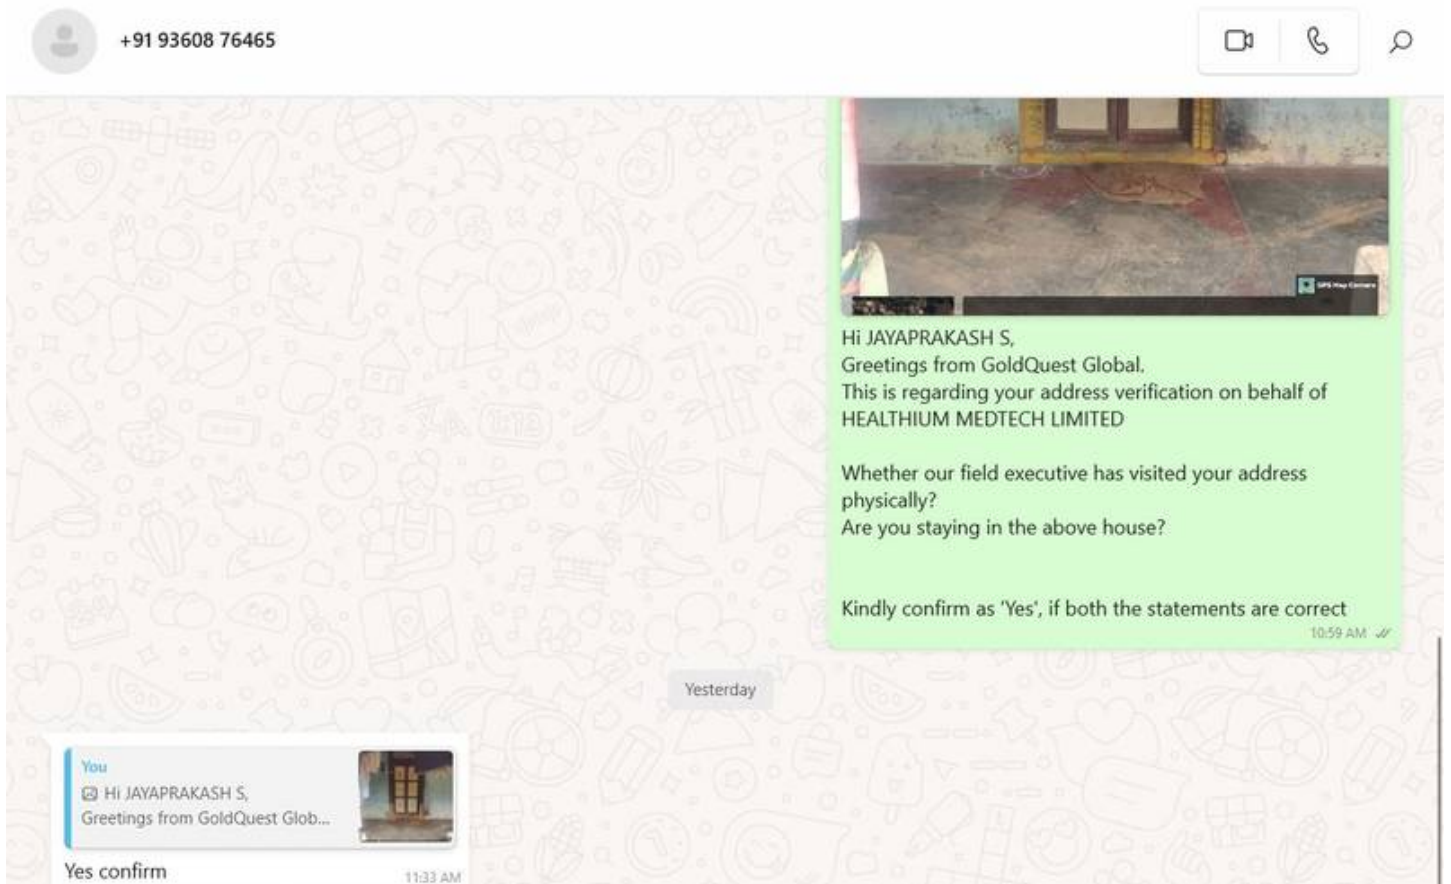 +91 93608 76465
GPS Map Camera
Hi JAYAPRAKASH S,
Greetings from GoldQuest Global.
This is regarding your address verification on behalf of
HEALTHIUM MEDTECH LIMITED
Whether our field executive has visited your address
physically?
Are you staying in the above house?
Kindly confirm as 'Yes', if both the statements are correct
10:59 AM
Yesterday
You
Hi JAYAPRAKASH S,
Greetings from GoldQuest Glob...
Yes confirm
11:33 AM